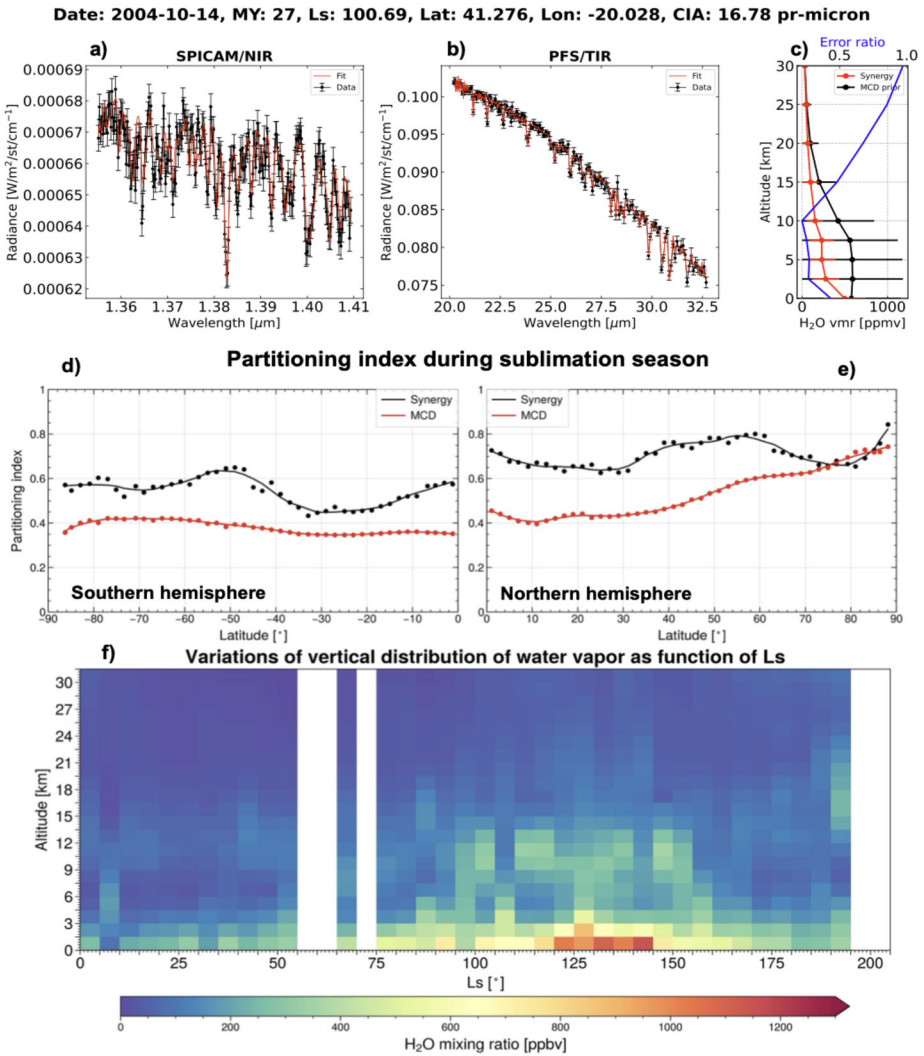 Date: 2004-10-14, MY: 27, Ls: 100.69, Lat: 41.276, Lon: -20.028, CIA: 16.78 pr-micron
a)
SPICAM/NIR
Fit
Data
0.00069
0.00068
0.00067
0.00066
0.00065
0.00064
0.00063
0.00062
Radiance [W/m²/st/cm⁻¹]
1.36 1.37 1.38 1.39 1.40 1.41
Wavelength [μm]
b)
PFS/TIR
Fit
Data
0.100
0.095
0.090
0.085
0.080
0.075
Radiance [W/m²/st/cm⁻¹]
20.0 22.5 25.0 27.5 30.0 32.5
Wavelength [μm]
c)
Error ratio
0.5 1.0
Synergy
MCD prior
30
25
20
15
10
5
0
Altitude [km]
0 1000
H₂O vmr [ppmv]
Partitioning index during sublimation season
d)
Synergy
MCD
1
0.8
0.6
0.4
0.2
0
Partitioning index
Southern hemisphere
−90 −80 −70 −60 −50 −40 −30 −20 −10 0
Latitude [°]
e)
Synergy
MCD
1
0.8
0.6
0.4
0.2
0
Northern hemisphere
0 10 20 30 40 50 60 70 80 90
Latitude [°]
f)
Variations of vertical distribution of water vapor as function of Ls
30
27
24
21
18
15
12
9
6
3
0
Altitude [km]
0 25 50 75 100 125 150 175 200
Ls [°]
0 200 400 600 800 1000 1200
H₂O mixing ratio [ppbv]